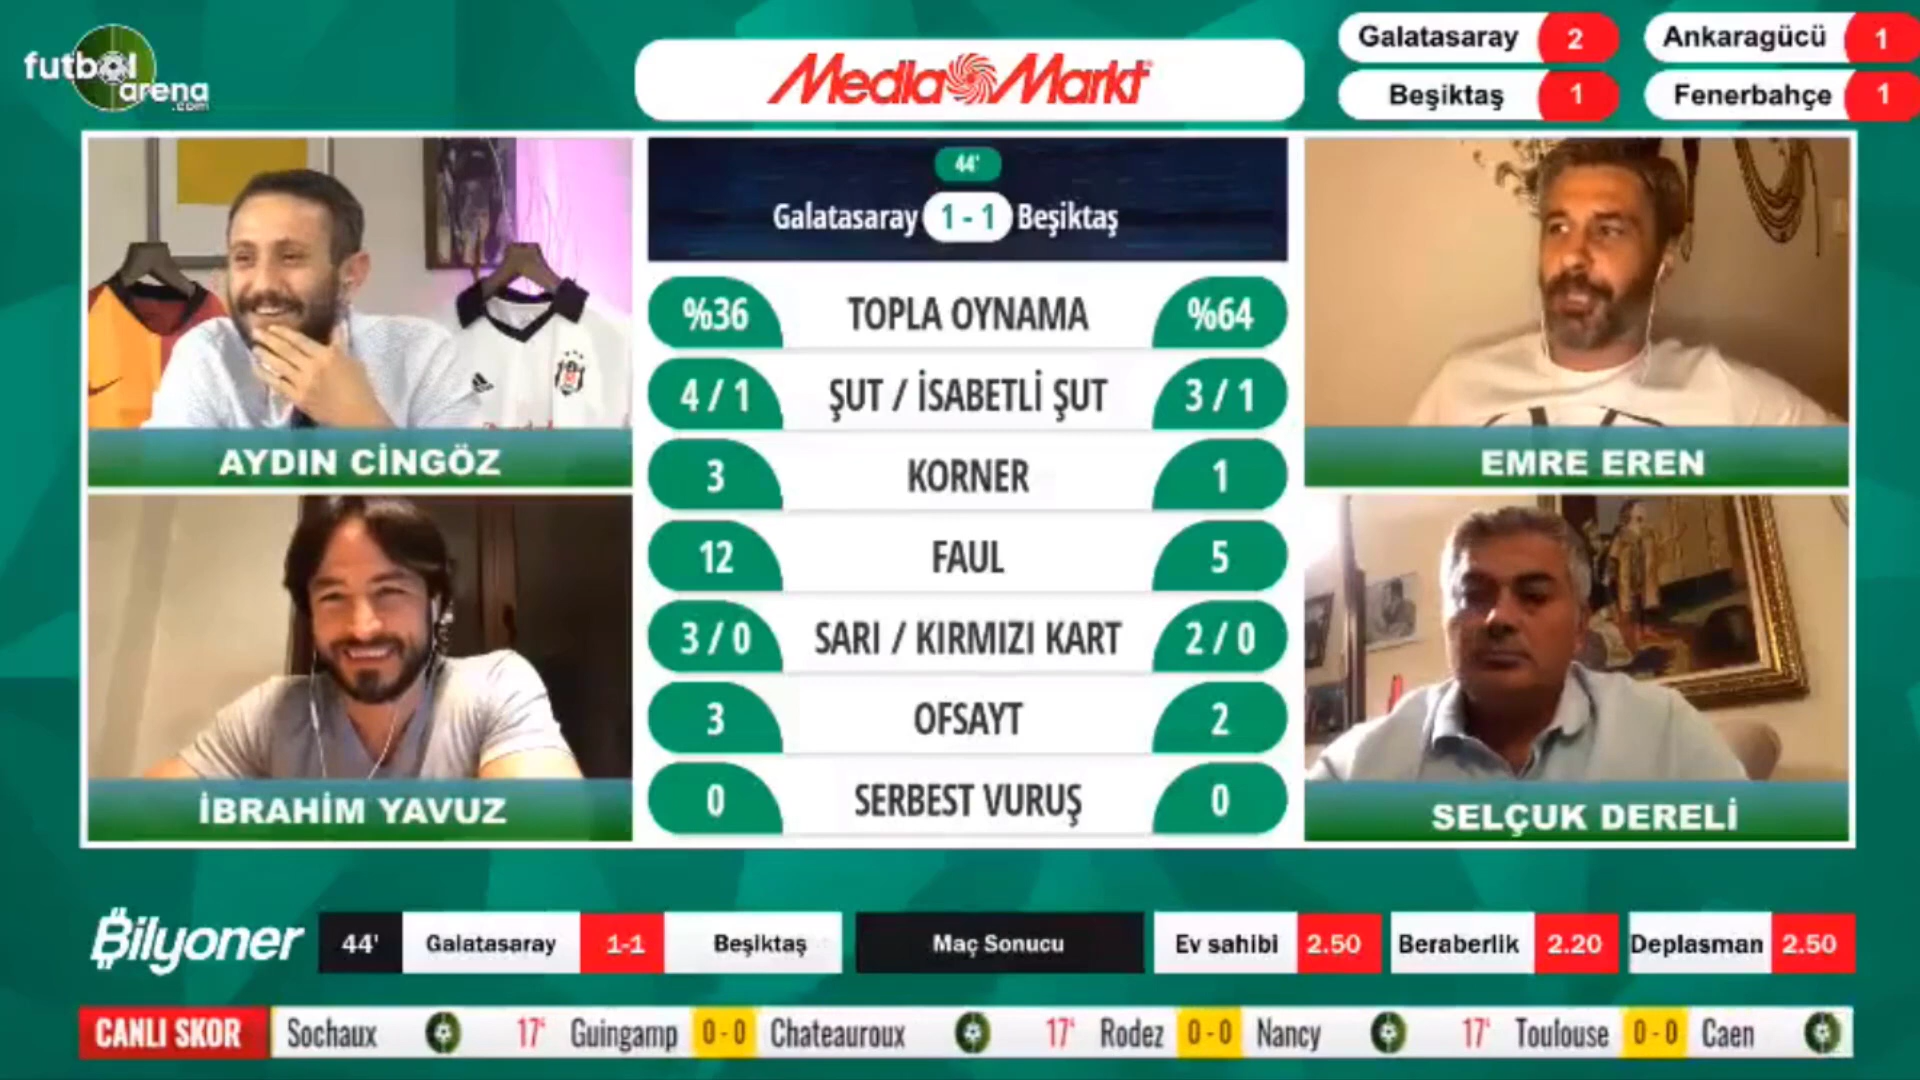 futbol
arena
.com
MediaMarkt
Galatasaray 2
Beşiktaş 1
Ankaragücü 1
Fenerbahçe 1
44'
Galatasaray 1 - 1 Beşiktaş
%36 TOPLA OYNAMA %64
4 / 1 ŞUT / İSABETLİ ŞUT 3 / 1
3 KORNER 1
12 FAUL 5
3 / 0 SARI / KIRMIZI KART 2 / 0
3 OFSAYT 2
0 SERBEST VURUŞ 0
AYDIN CİNGÖZ
EMRE EREN
İBRAHİM YAVUZ
SELÇUK DERELİ
Bilyoner 44' Galatasaray 1-1 Beşiktaş Maç Sonucu Ev sahibi 2.50 Beraberlik 2.20 Deplasman 2.50
CANLI SKOR Sochaux 17' Guingamp 0-0 Chateauroux 17' Rodez 0-0 Nancy 17' Toulouse 0-0 Caen